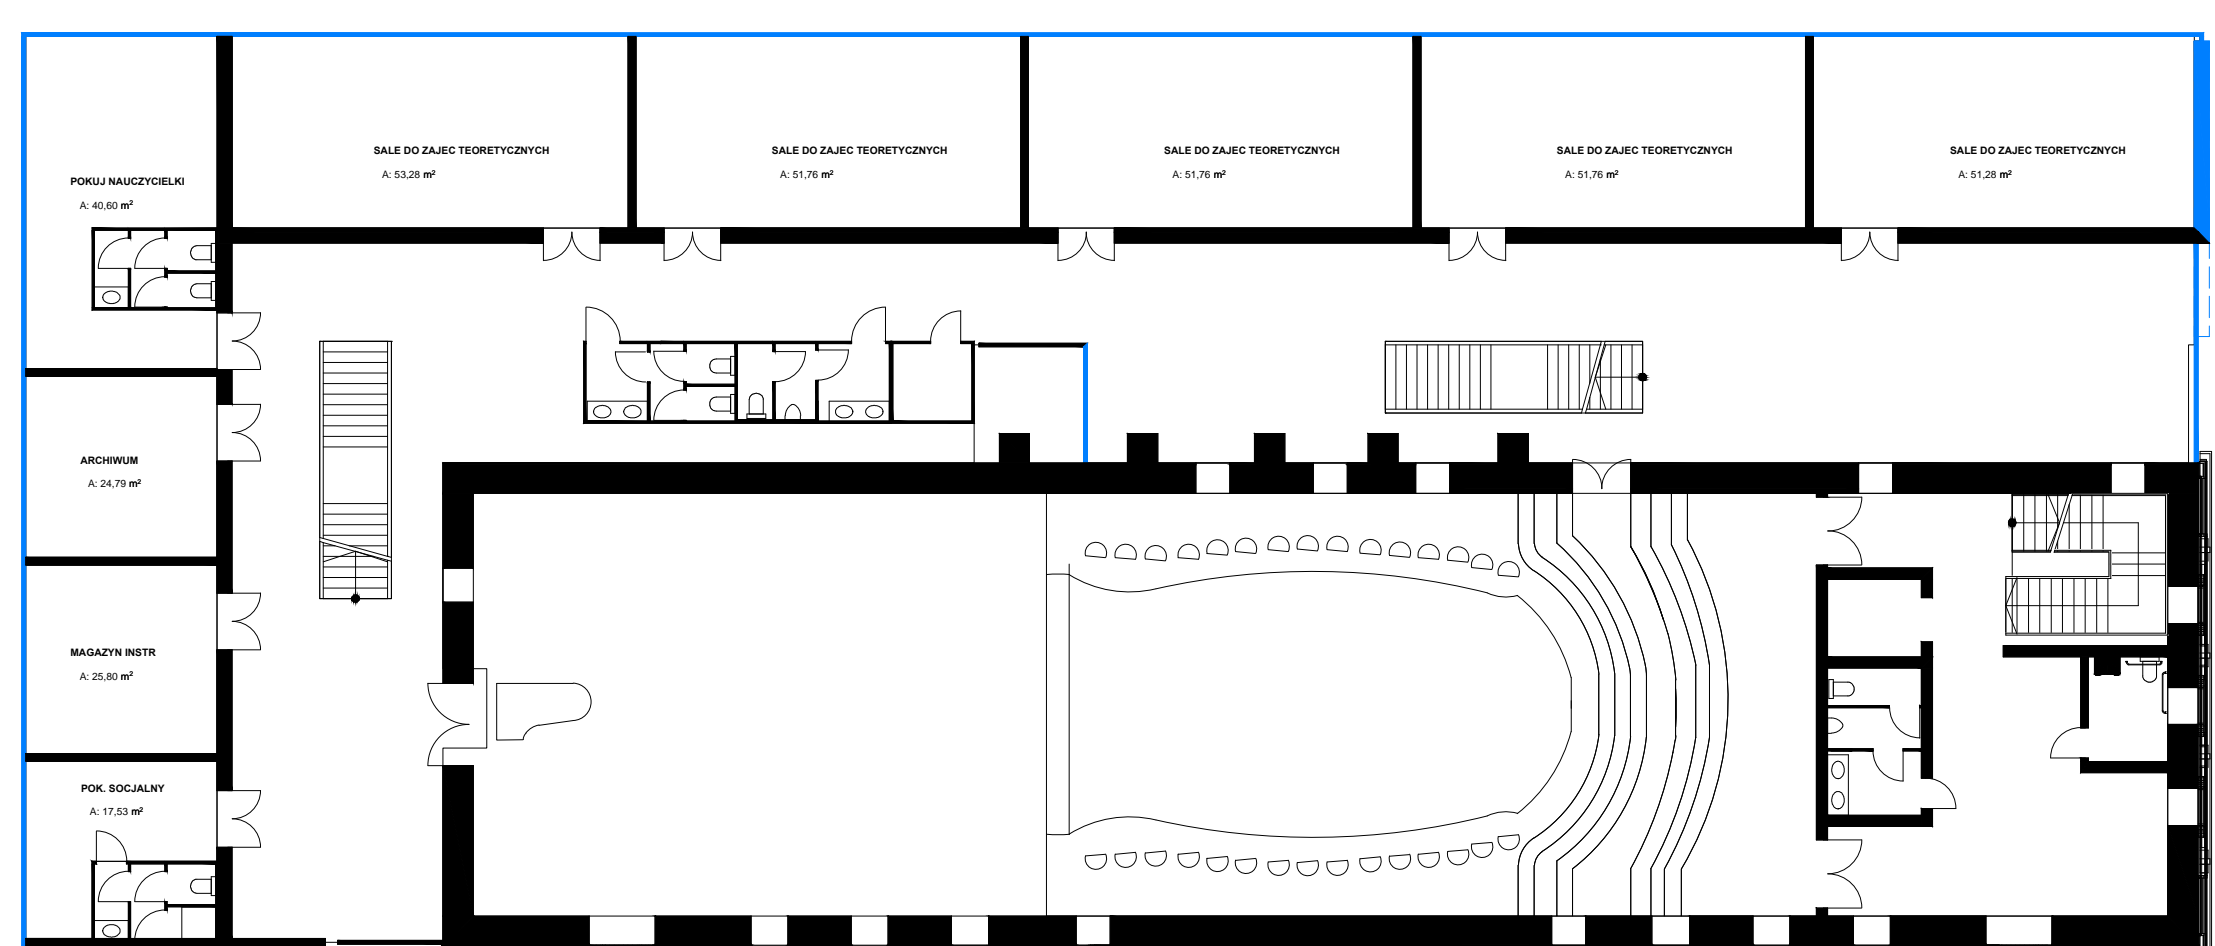 SALE DO ZAJEC TEORETYCZNYCH
A: 53,28 m²
SALE DO ZAJEC TEORETYCZNYCH
A: 51,76 m²
SALE DO ZAJEC TEORETYCZNYCH
A: 51,76 m²
SALE DO ZAJEC TEORETYCZNYCH
A: 51,76 m²
SALE DO ZAJEC TEORETYCZNYCH
A: 51,28 m²
POKUJ NAUCZYCIELKI
A: 40,60 m²
ARCHIWUM
A: 24,79 m²
MAGAZYN INSTR
A: 25,80 m²
POK. SOCJALNY
A: 17,53 m²